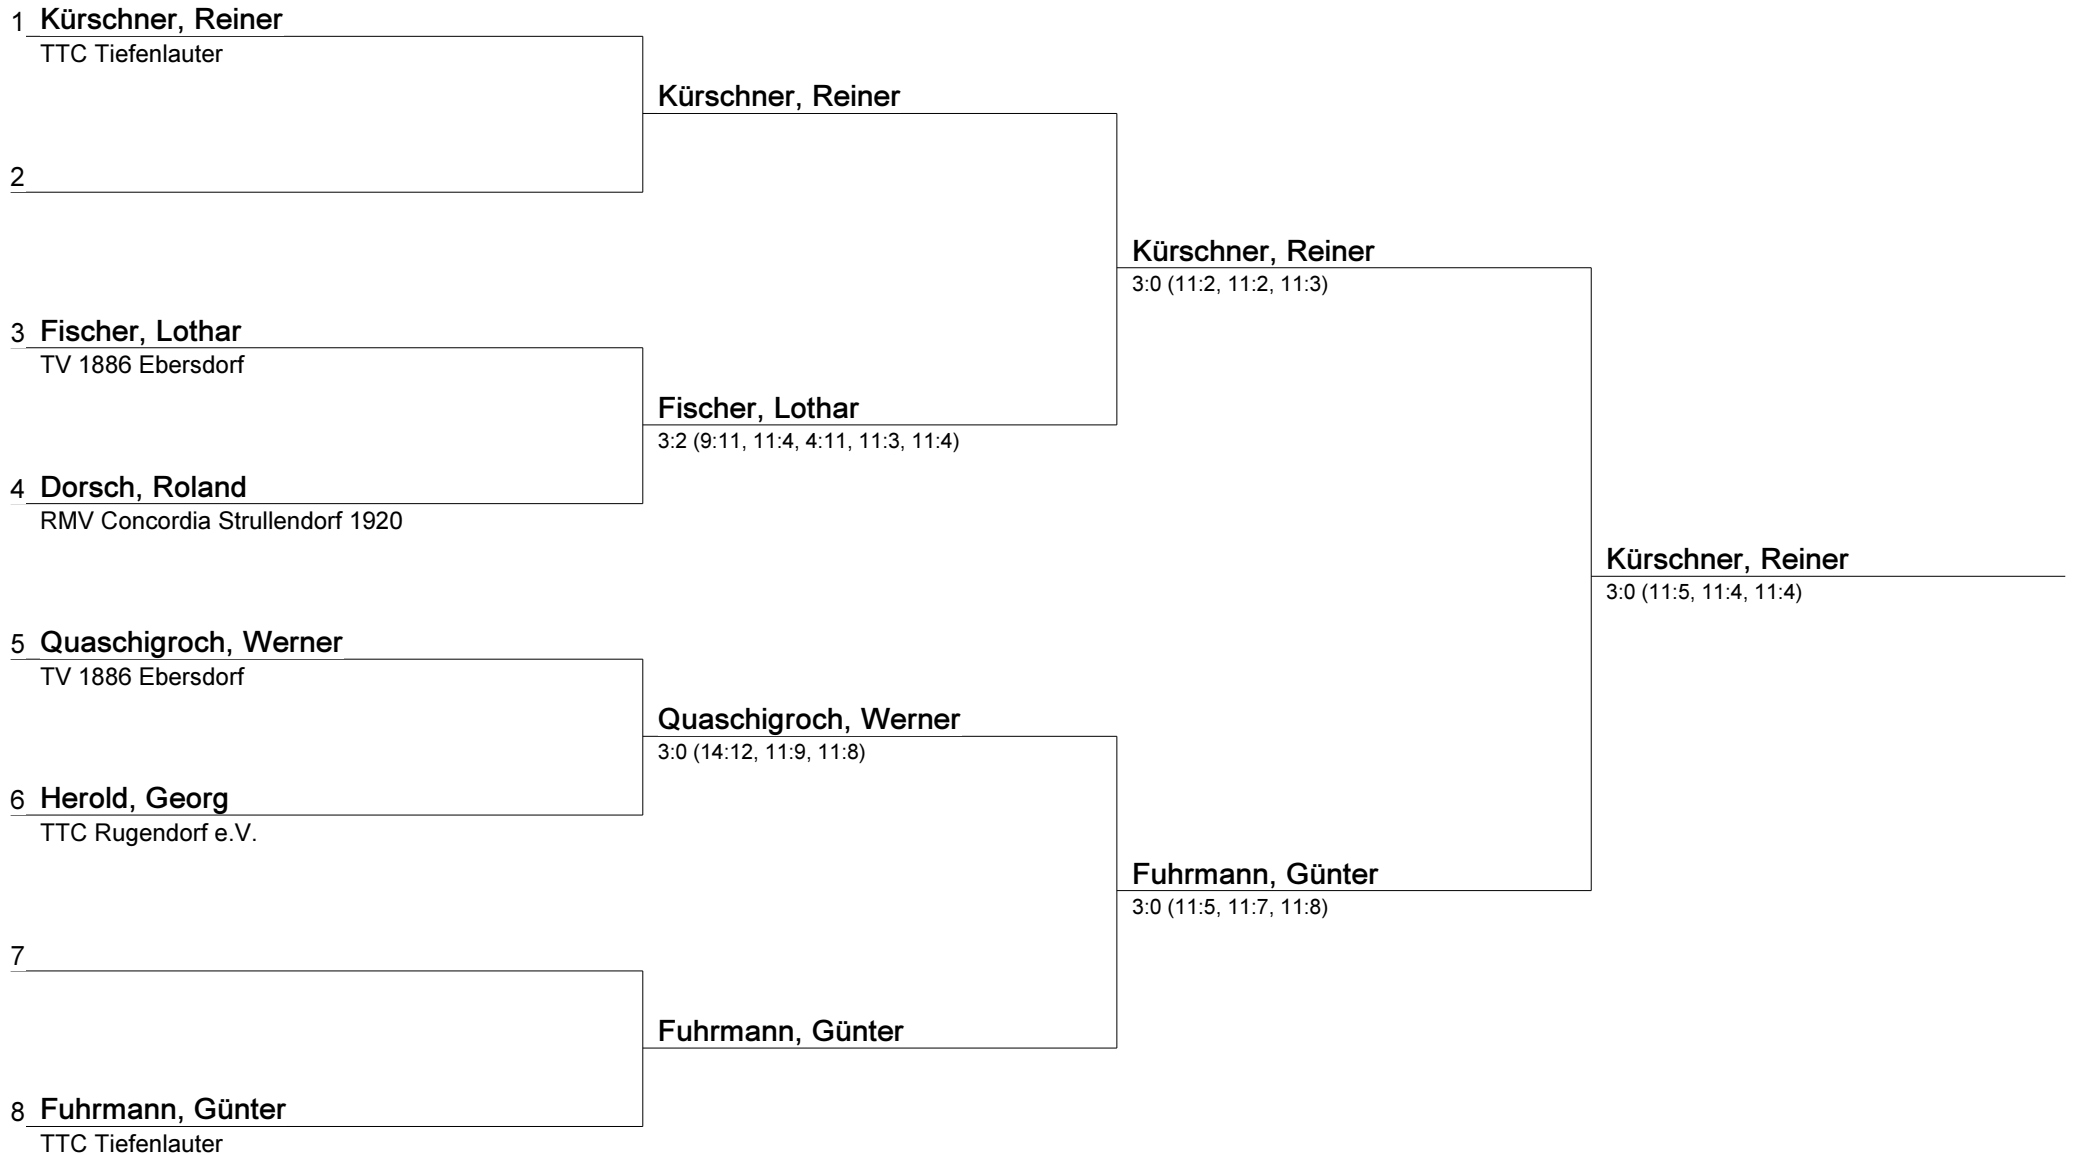 1 Kürschner, Reiner
TTC Tiefenlauter
Kürschner, Reiner
2
Kürschner, Reiner
3:0 (11:2, 11:2, 11:3)
3 Fischer, Lothar
TV 1886 Ebersdorf
Fischer, Lothar
3:2 (9:11, 11:4, 4:11, 11:3, 11:4)
4 Dorsch, Roland
RMV Concordia Strullendorf 1920
Kürschner, Reiner
3:0 (11:5, 11:4, 11:4)
5 Quaschigroch, Werner
TV 1886 Ebersdorf
Quaschigroch, Werner
3:0 (14:12, 11:9, 11:8)
6 Herold, Georg
TTC Rugendorf e.V.
Fuhrmann, Günter
3:0 (11:5, 11:7, 11:8)
7
Fuhrmann, Günter
8 Fuhrmann, Günter
TTC Tiefenlauter